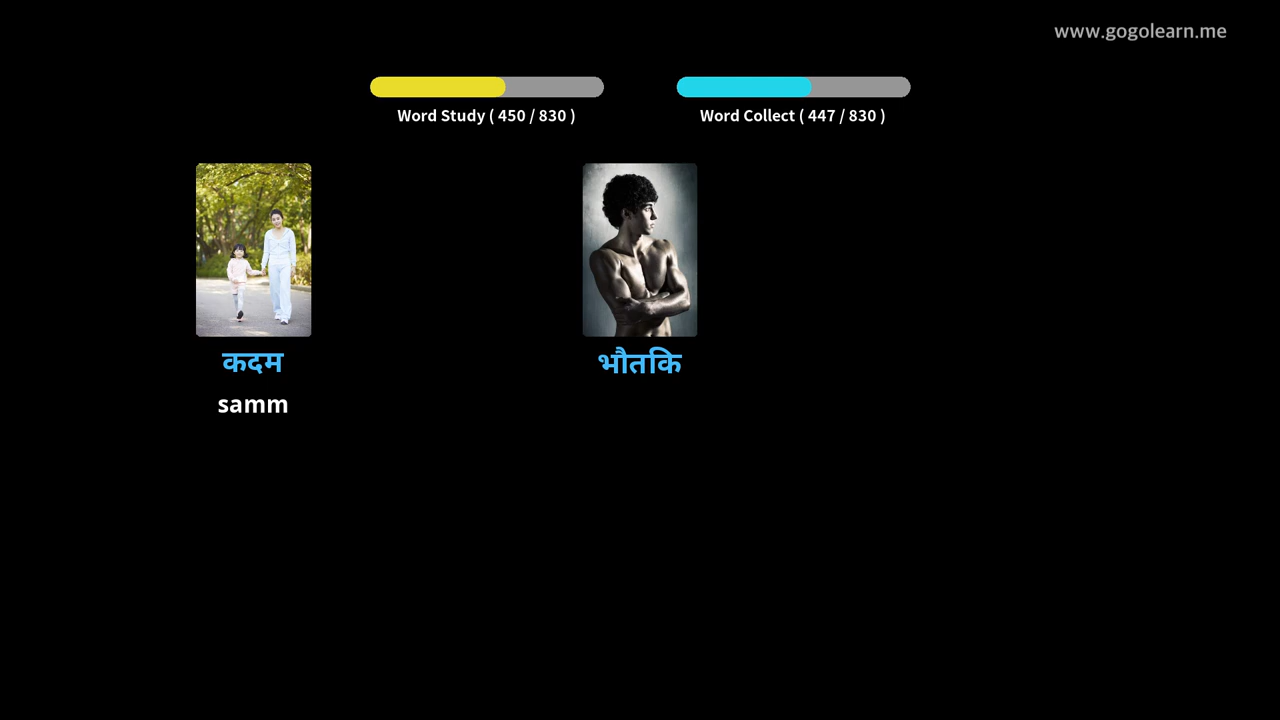 www.gogolearn.me
Word Study ( 450 / 830 )
Word Collect ( 447 / 830 )
कदम
भौतकि
samm